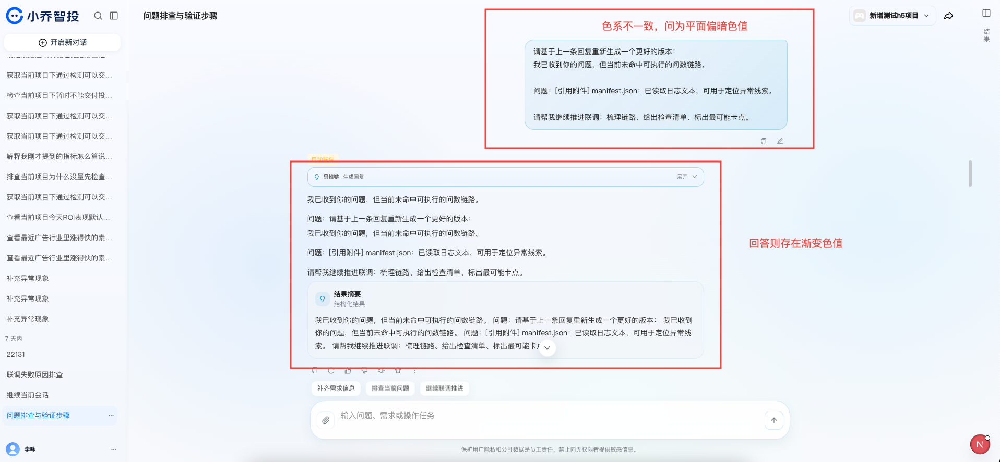 小乔智投
开启新对话
获取当前项目下通过检测可以交...
检查当前项目下暂时不能交付投...
获取当前项目下通过检测可以交...
获取当前项目下通过检测可以交...
解释我刚才提到的指标怎么算说...
排查当前项目为什么没量先检查...
获取当前项目下通过检测可以交...
查看当前项目今天ROI表现默认...
查看最近广告行业里涨得快的素...
查看最近广告行业里涨得快的素...
补充异常现象
补充异常现象
补充异常现象
7 天内
22131
联调失败原因排查
继续当前会话
问题排查与验证步骤 ...
李咏 ...
问题排查与验证步骤
新增测试h5项目
结果
色系不一致，问为平面偏暗色值
请基于上一条回复重新生成一个更好的版本：
我已收到你的问题，但当前未命中可执行的问数链路。
问题：[引用附件] manifest.json：已读取日志文本，可用于定位异常线索。
请帮我继续推进联调：梳理链路、给出检查清单、标出最可能卡点。
自动联调
思维链 生成回复 展开
我已收到你的问题，但当前未命中可执行的问数链路。
问题：请基于上一条回复重新生成一个更好的版本：
我已收到你的问题，但当前未命中可执行的问数链路。
问题：[引用附件] manifest.json：已读取日志文本，可用于定位异常线索。
请帮我继续推进联调：梳理链路、给出检查清单、标出最可能卡点。
回答则存在渐变色值
结果摘要
结构化结果
我已收到你的问题，但当前未命中可执行的问数链路。 问题：请基于上一条回复重新生成一个更好的版本： 我已收到
你的问题，但当前未命中可执行的问数链路。 问题：[引用附件] manifest.json：已读取日志文本，可用于定位异常线
索。 请帮我继续推进联调：梳理链路、给出检查清单、标出最可能卡
补齐需求信息
排查当前问题
继续联调推进
输入问题、需求或操作任务
保护用户隐私和公司数据是员工责任，禁止向无权限者提供敏感信息。
N